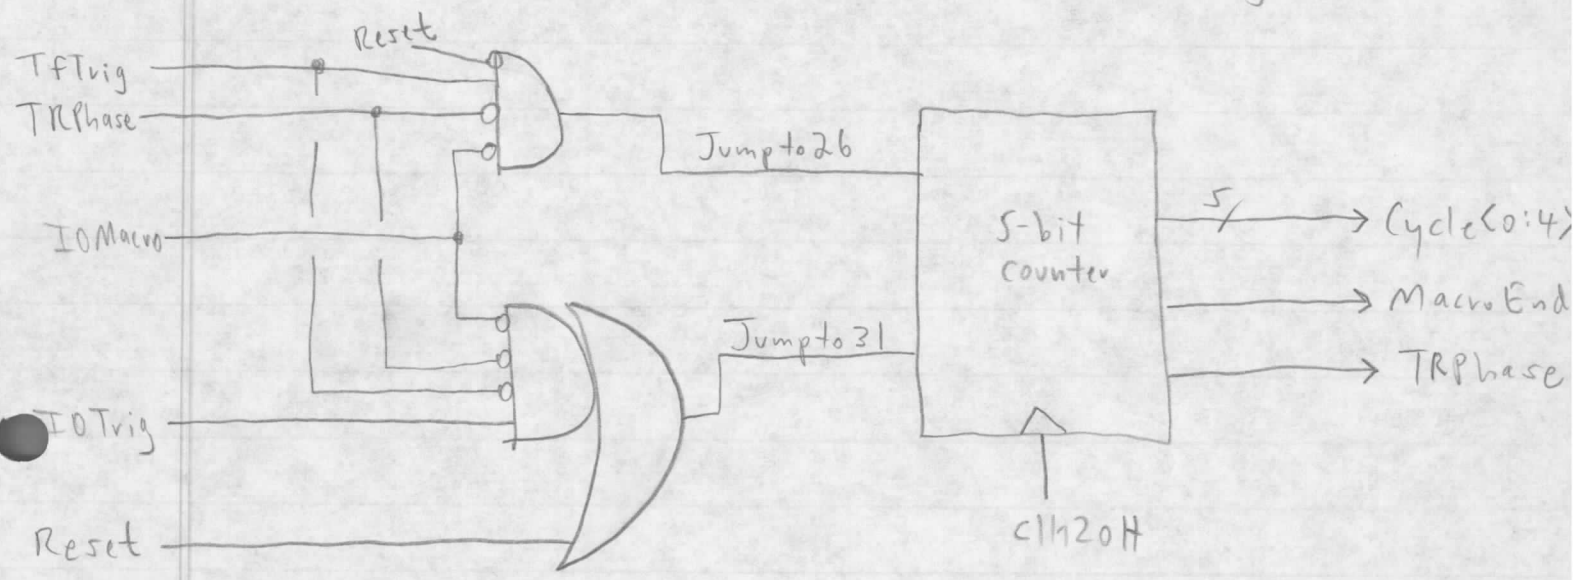 Reset
TfTrig
TRPhase
Jumpto26
IOMacro
5
Cycle<0:4>
5-bit
counter
MacroEnd
Jumpto31
TRPhase
IOTrig
clk20H
Reset